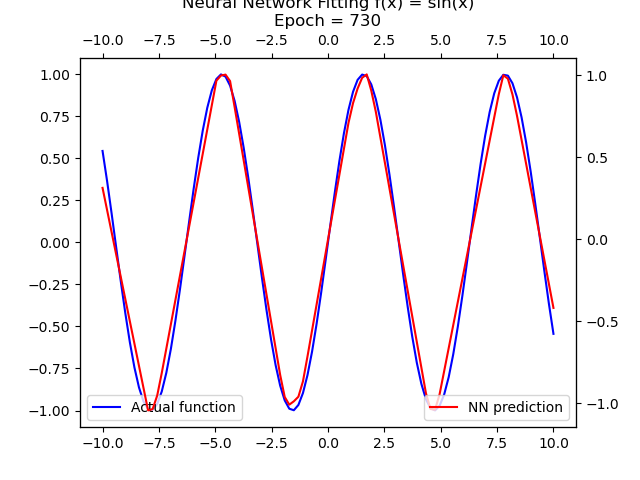 Neural Network Fitting f(x) = sin(x)
Epoch = 730
−10.0 −7.5 −5.0 −2.5 0.0 2.5 5.0 7.5 10.0
1.00 1.0
0.75
0.50 0.5
0.25
0.00 0.0
−0.25
−0.50 −0.5
−0.75
−1.00 −1.0
Actual function NN prediction
−10.0 −7.5 −5.0 −2.5 0.0 2.5 5.0 7.5 10.0